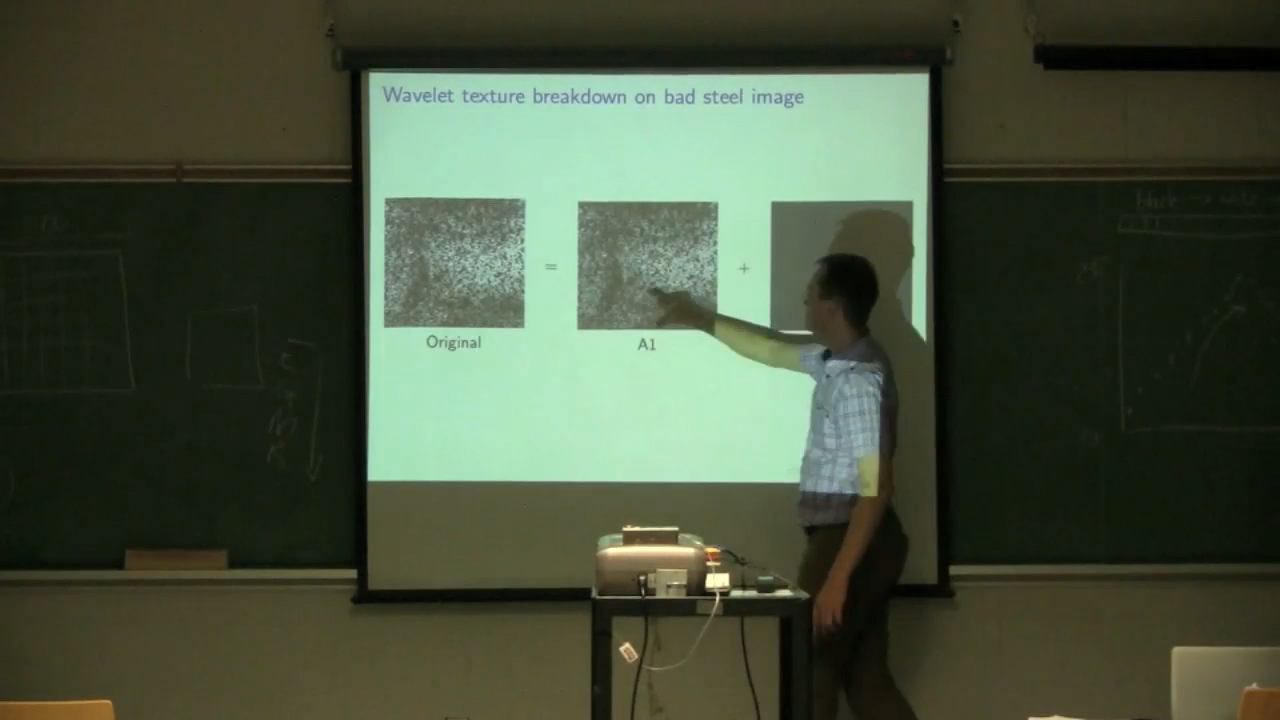 Wavelet texture breakdown on bad steel image
= +
Original A1